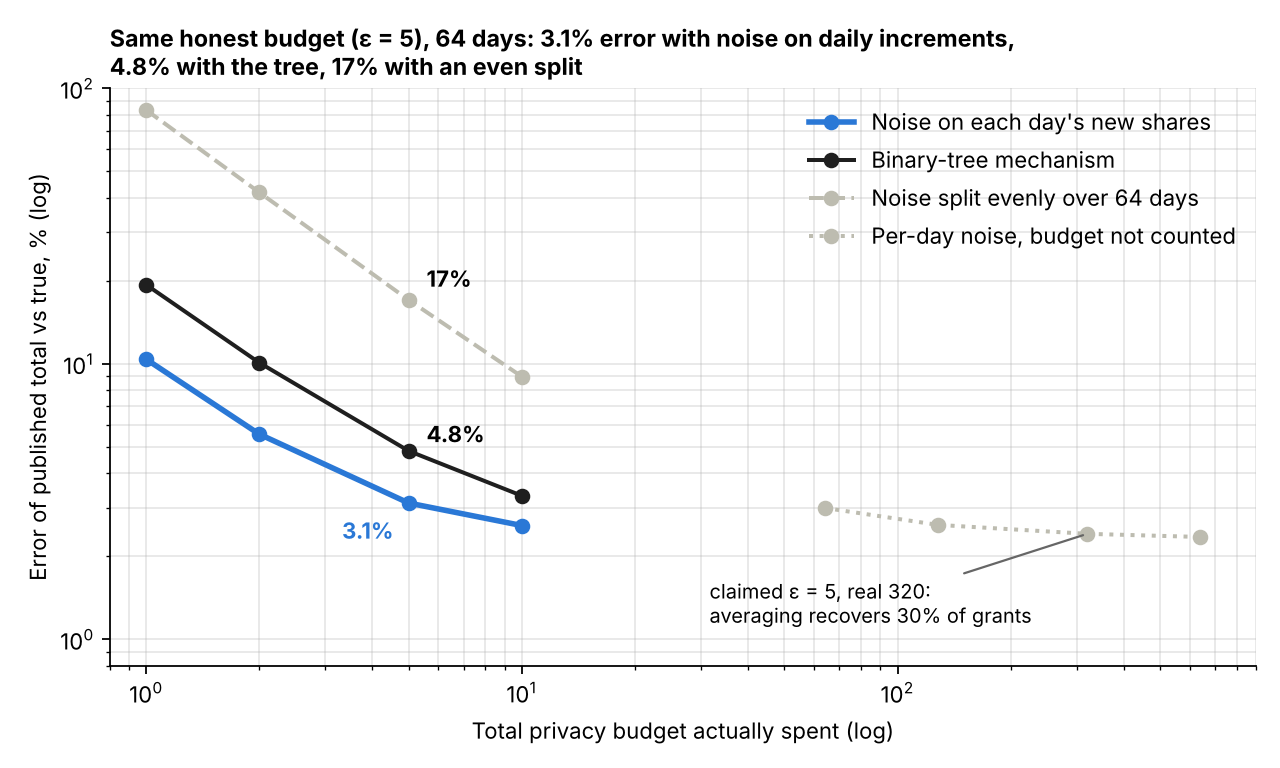 Same honest budget (ε = 5), 64 days: 3.1% error with noise on daily increments,
4.8% with the tree, 17% with an even split
Error of published total vs true, % (log)
10²
10¹
10⁰
Noise on each day's new shares
Binary-tree mechanism
Noise split evenly over 64 days
Per-day noise, budget not counted
17%
4.8%
3.1%
claimed ε = 5, real 320:
averaging recovers 30% of grants
10⁰
10¹
10²
Total privacy budget actually spent (log)